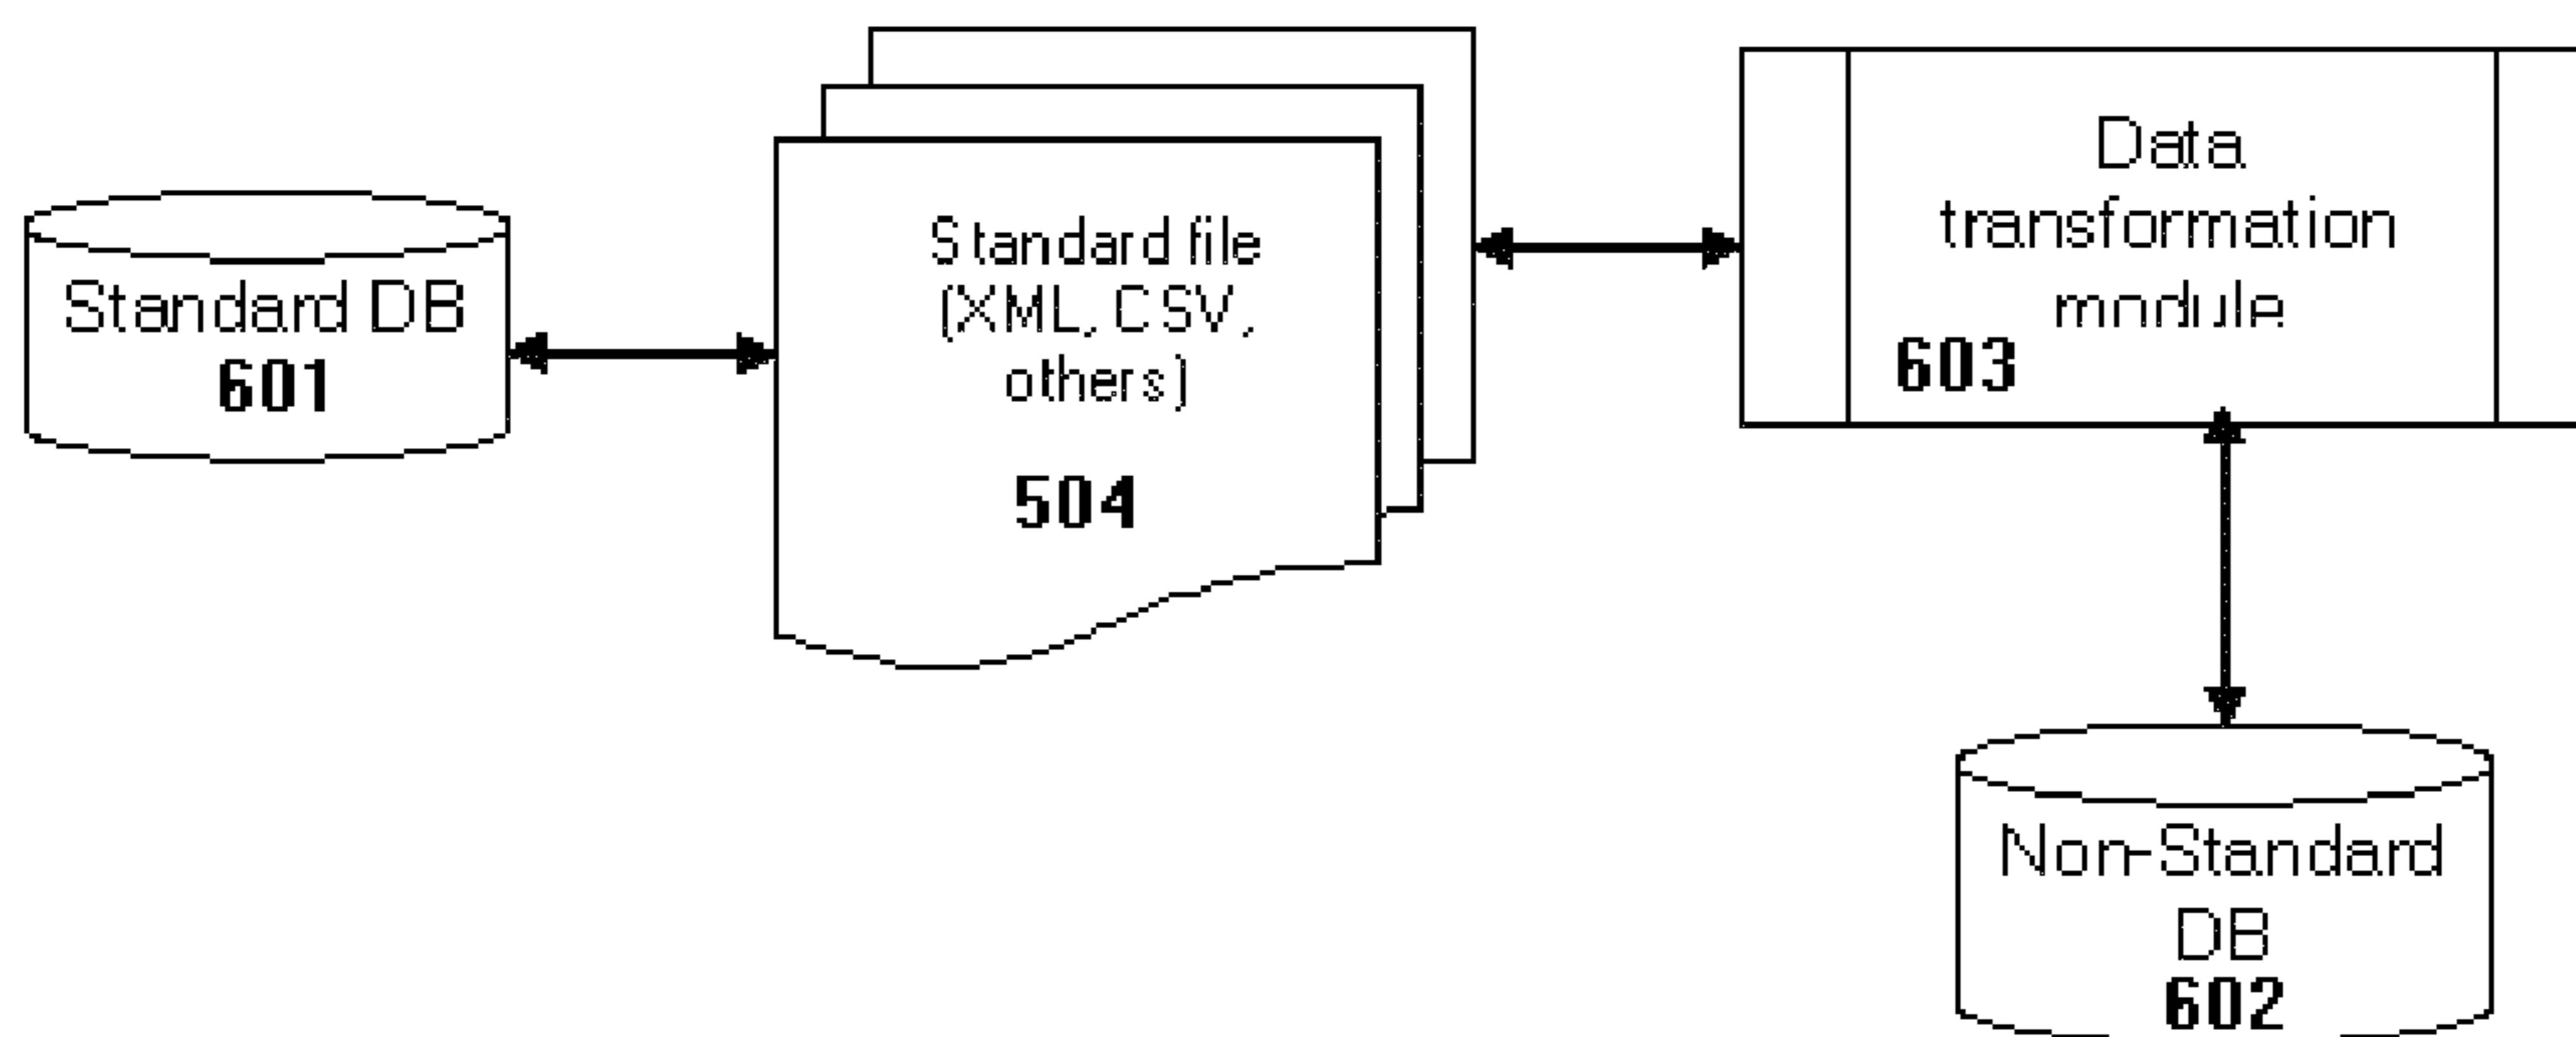 Standard DB
601
Standard file
(XML, CSV,
others)
504
Data
transformation
module
603
Non-Standard
DB
602